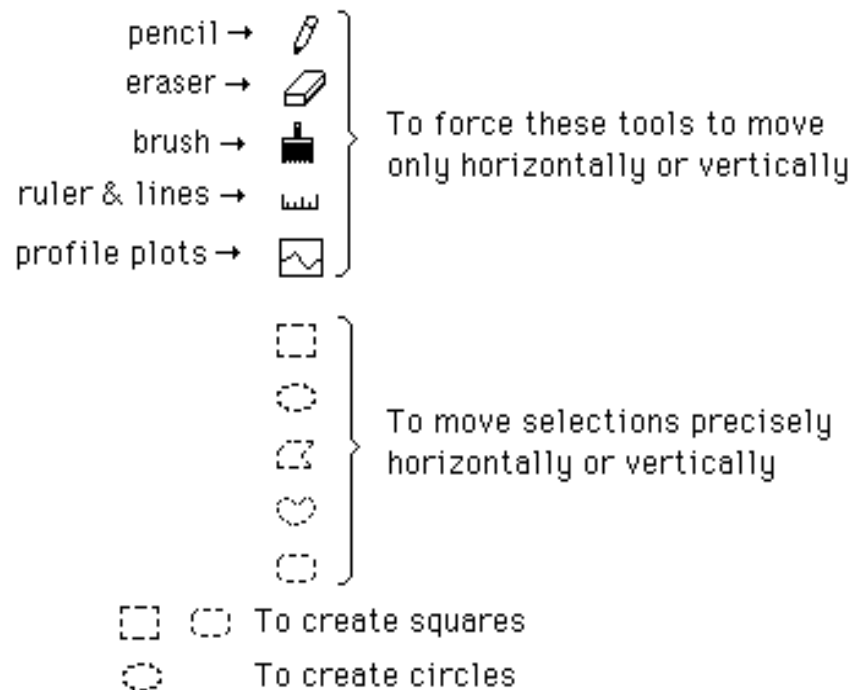 pencil →
eraser →
brush →
ruler & lines →
profile plots →
To force these tools to move
only horizontally or vertically
To move selections precisely
horizontally or vertically
To create squares
To create circles